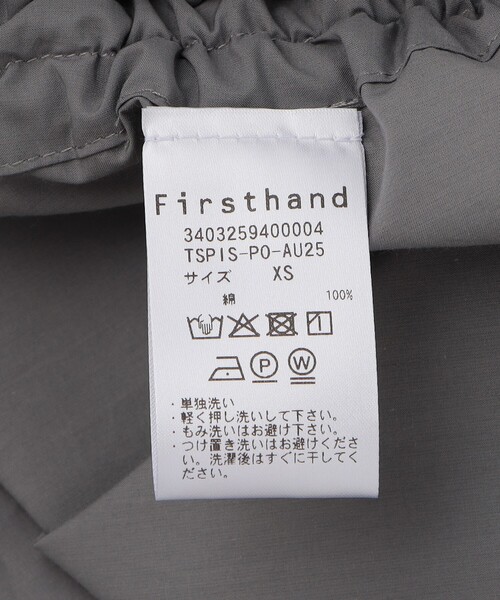 Firsthand
3403259400004
TSPIS-PO-AU25
サイズ XS
綿 100%
P W
・単独洗い
・軽く押し洗いして下さい。
・もみ洗いはお避け下さい。
・つけ置き洗いはお避けくださ
い。洗濯後はすぐに干してく
ださい。